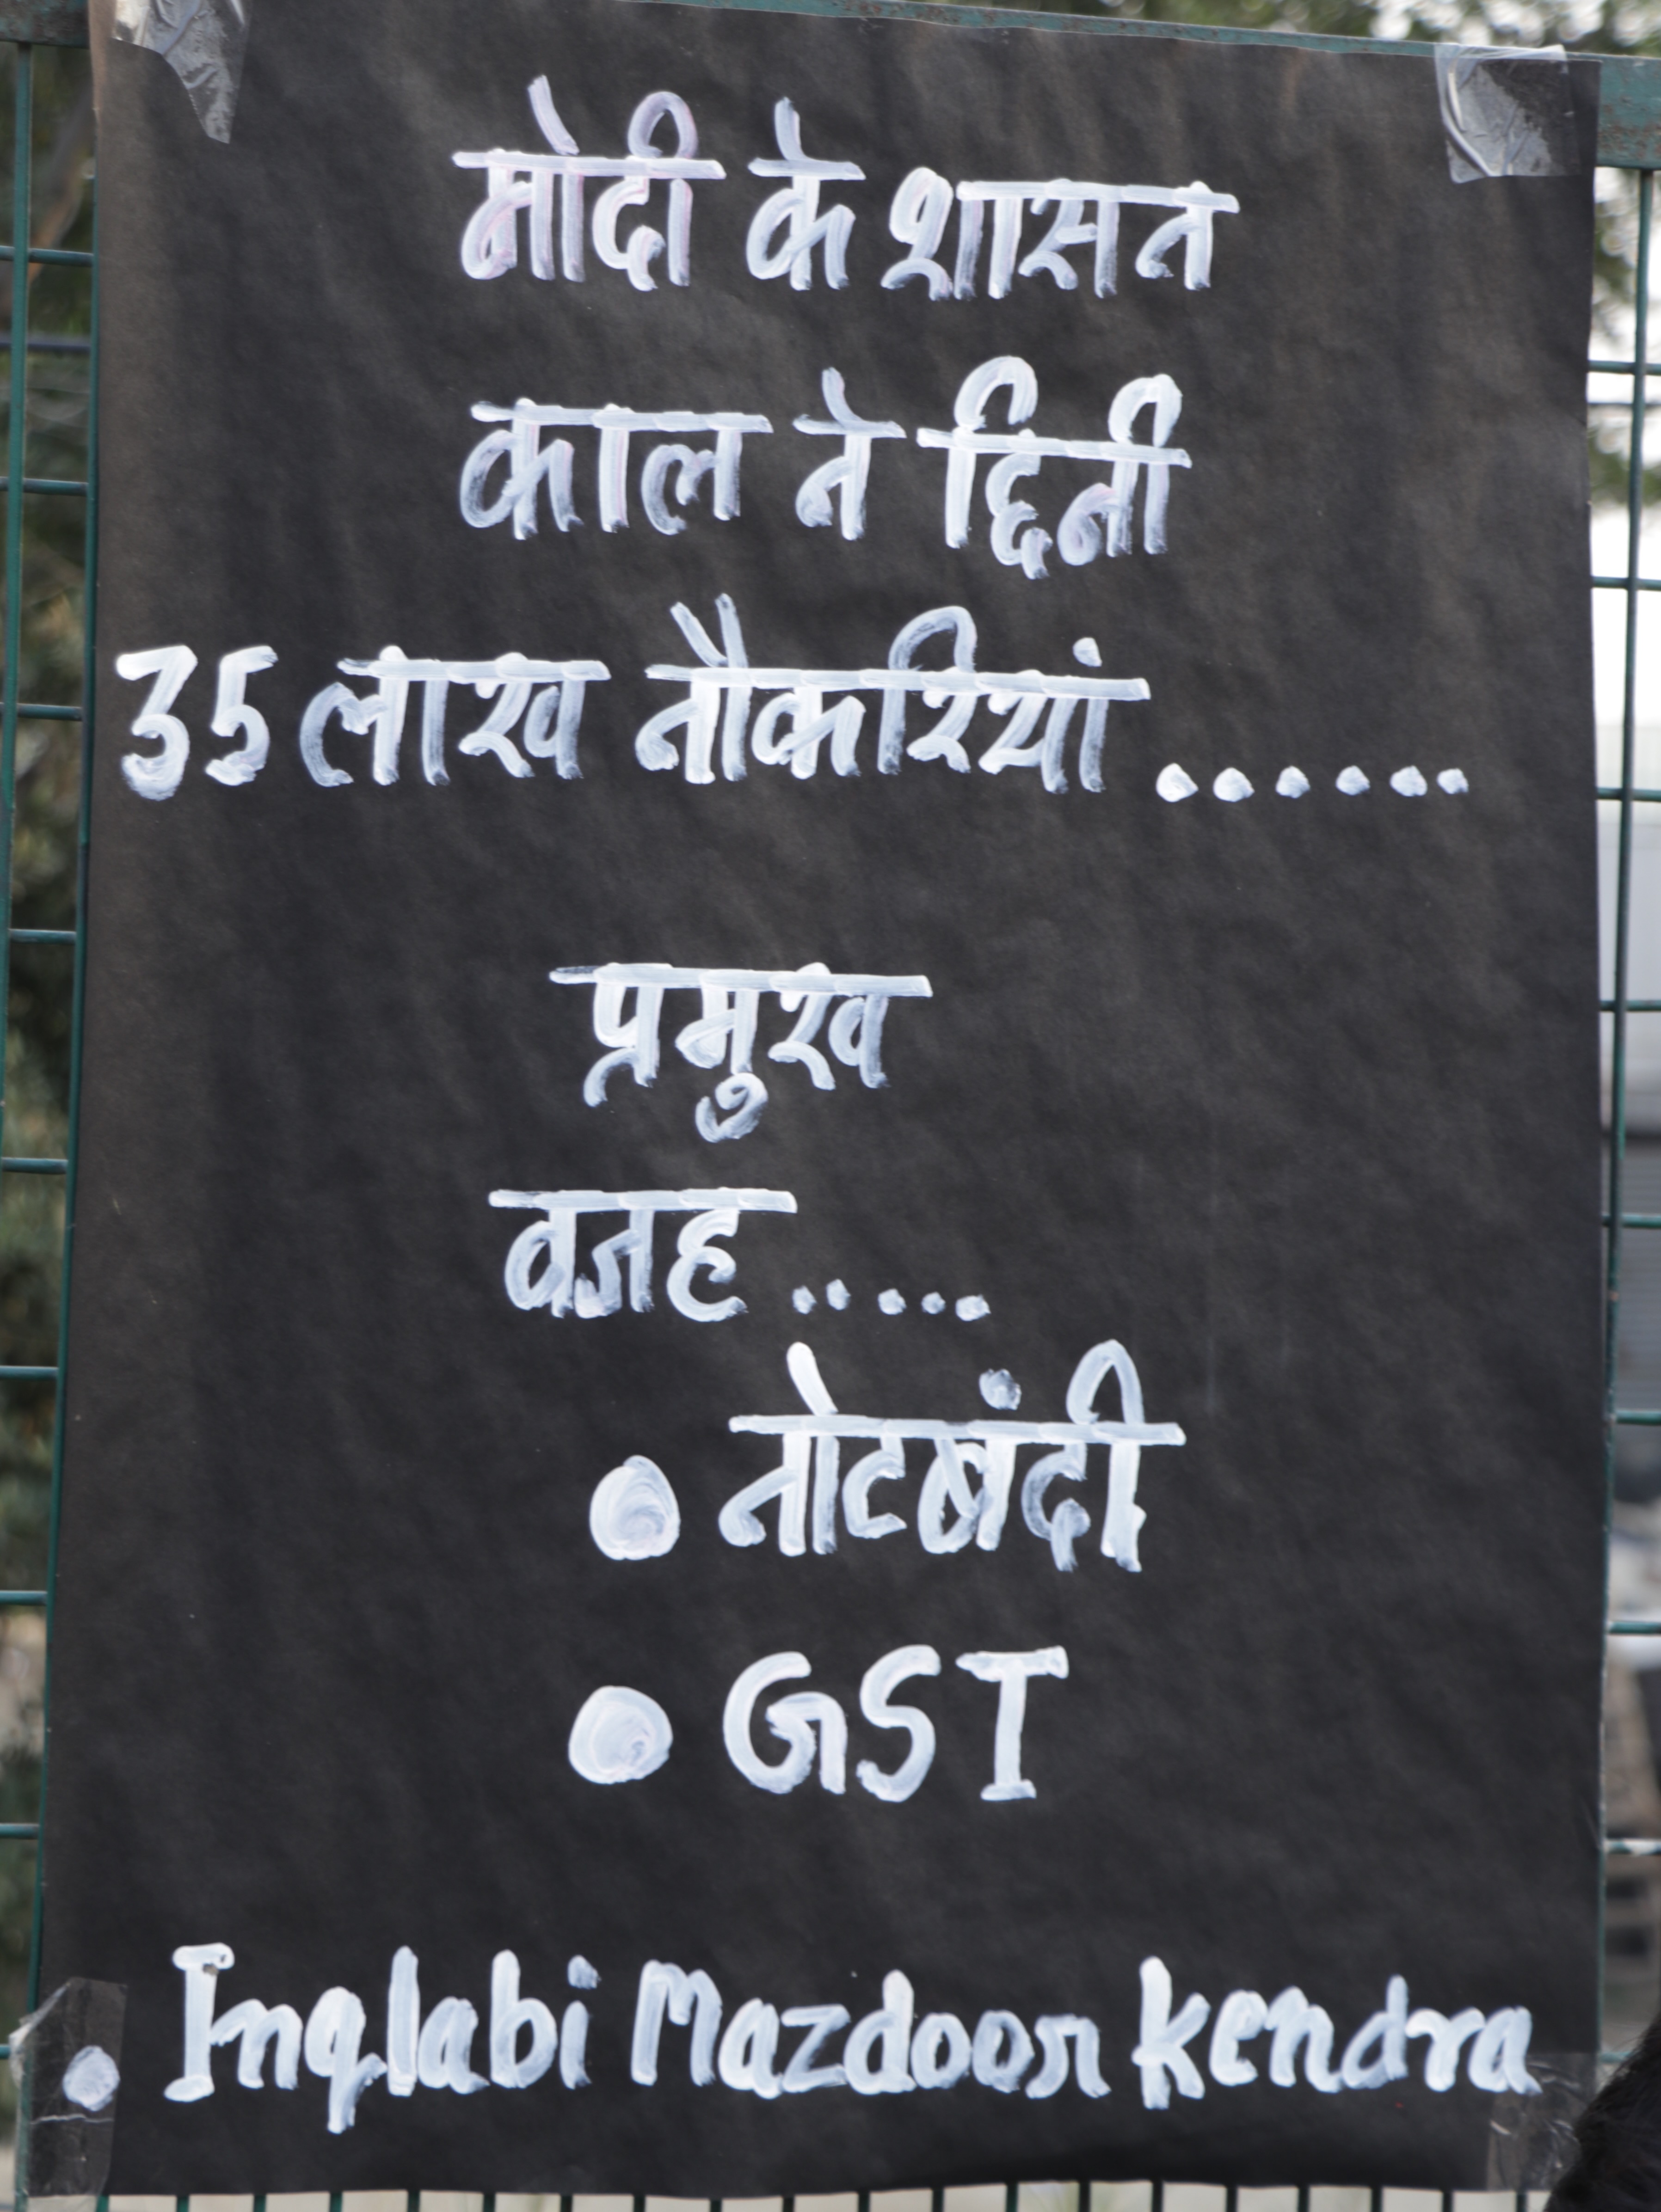 मोदी के शासन
काल ने छिनी
35 लाख नौकरियां ......
प्रमुख
वजह .....
● नोटबंदी
● GST
● Inqlabi Mazdoor Kendra